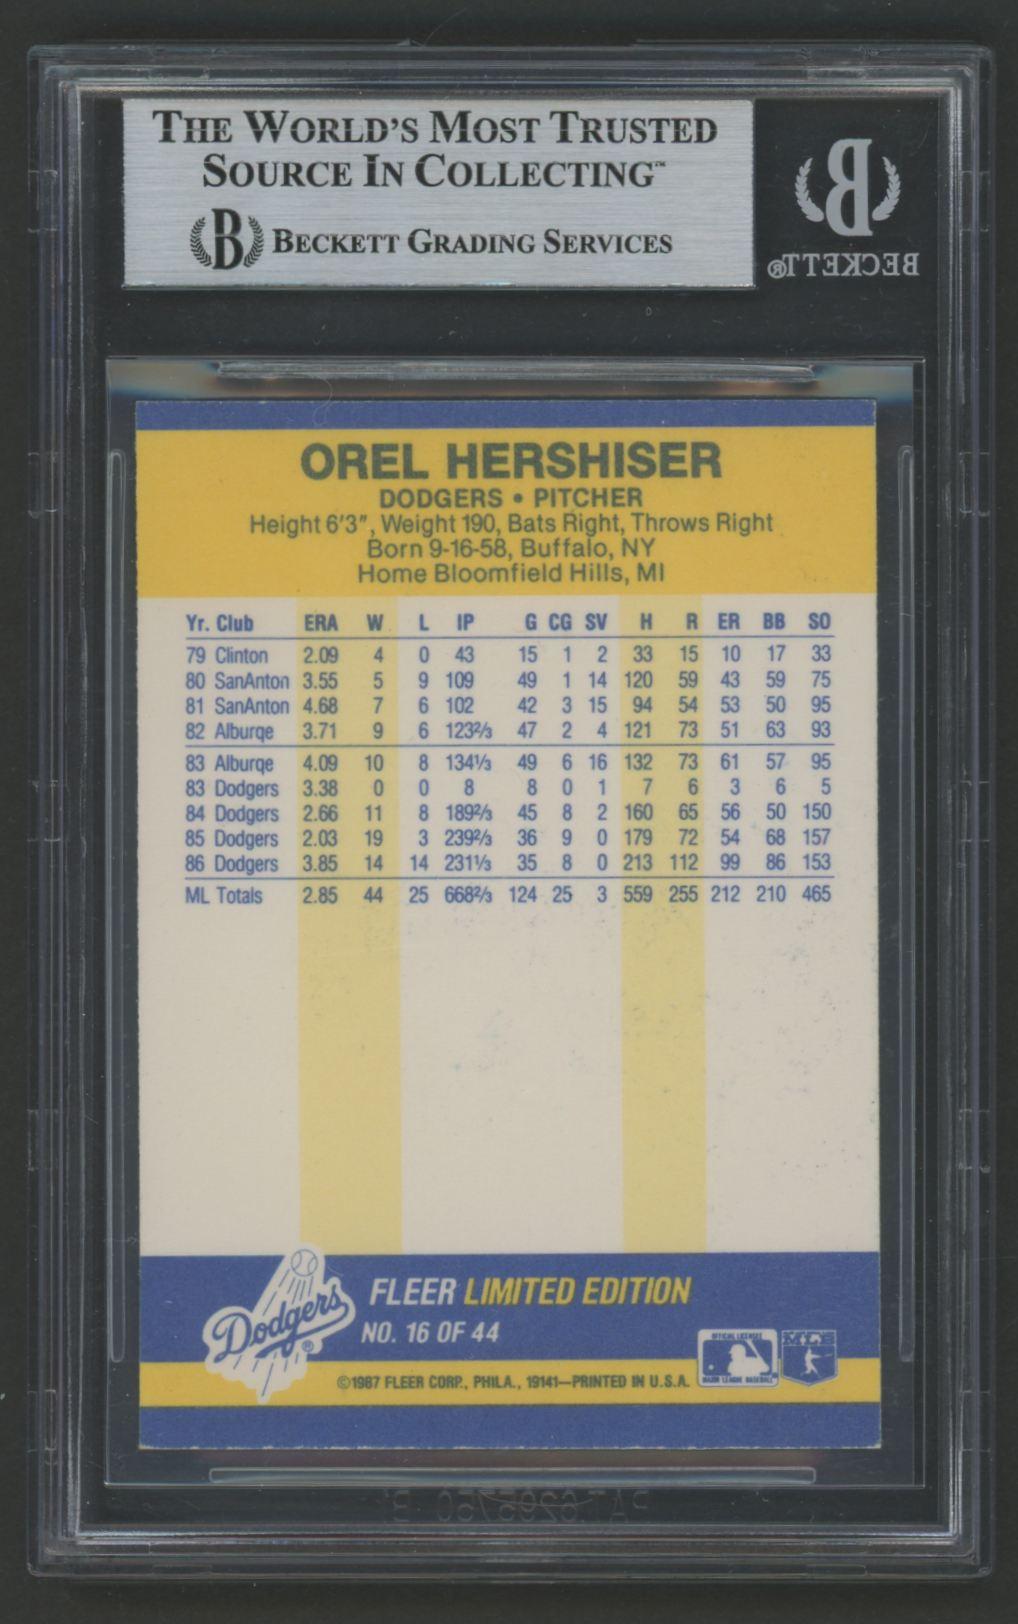 THE WORLD'S MOST TRUSTED
SOURCE IN COLLECTING™
B BECKETT GRADING SERVICES
B
BECKETT®
OREL HERSHISER
DODGERS • PITCHER
Height 6'3", Weight 190, Bats Right, Throws Right
Born 9-16-58, Buffalo, NY
Home Bloomfield Hills, MI
Yr. Club ERA W L IP G CG SV H R ER BB SO
79 Clinton 2.09 4 0 43 15 1 2 33 15 10 17 33
80 SanAnton 3.55 5 9 109 49 1 14 120 59 43 59 75
81 SanAnton 4.68 7 6 102 42 3 15 94 54 53 50 95
82 Alburqe 3.71 9 6 1232/3 47 2 4 121 73 51 63 93
83 Alburqe 4.09 10 8 1341/3 49 6 16 132 73 61 57 95
83 Dodgers 3.38 0 0 8 8 0 1 7 6 3 6 5
84 Dodgers 2.66 11 8 1892/3 45 8 2 160 65 56 50 150
85 Dodgers 2.03 19 3 2392/3 36 9 0 179 72 54 68 157
86 Dodgers 3.85 14 14 2311/3 35 8 0 213 112 99 86 153
ML Totals 2.85 44 25 6682/3 124 25 3 559 255 212 210 465
Dodgers®
FLEER LIMITED EDITION
NO. 16 OF 44
©1987 FLEER CORP., PHILA., 19141—PRINTED IN U.S.A.
OFFICIAL LICENSEE
MAJOR LEAGUE BASEBALL